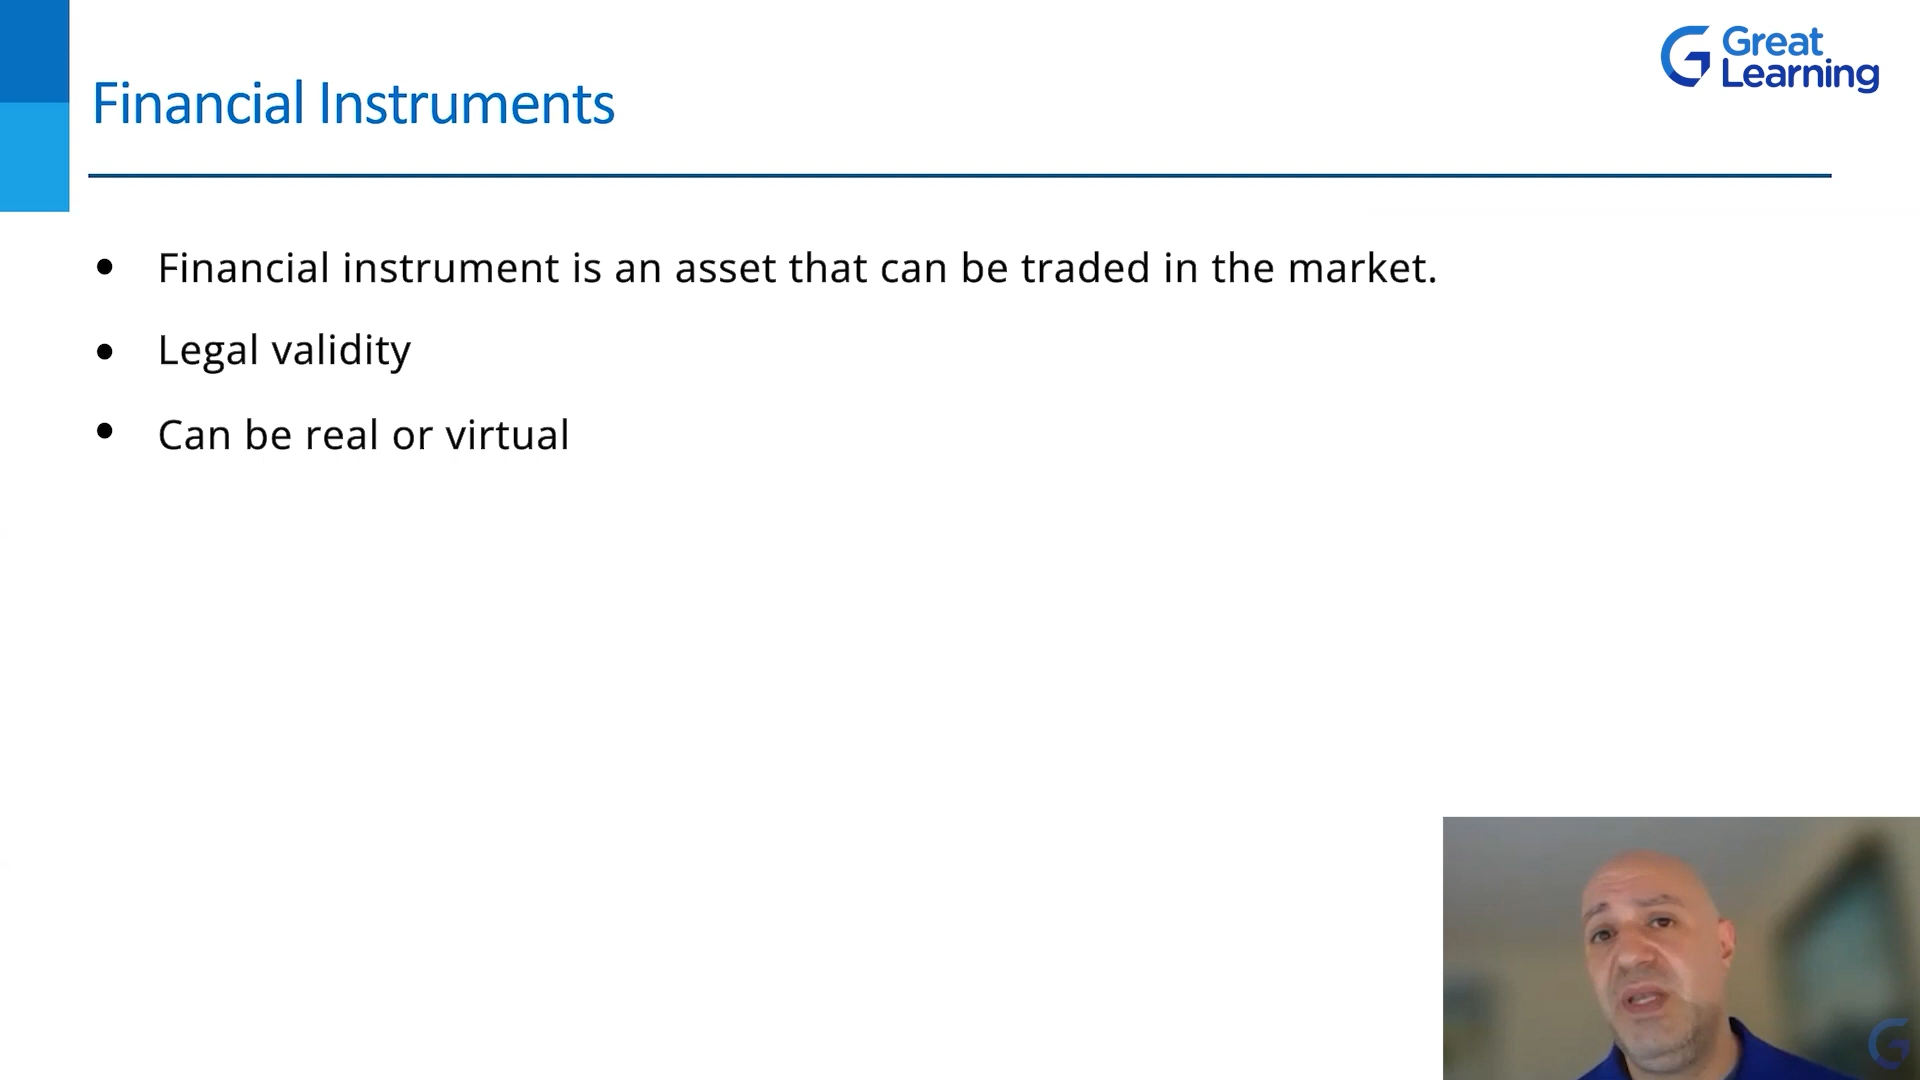 Great
Learning
Financial Instruments
Financial instrument is an asset that can be traded in the market.
Legal validity
Can be real or virtual